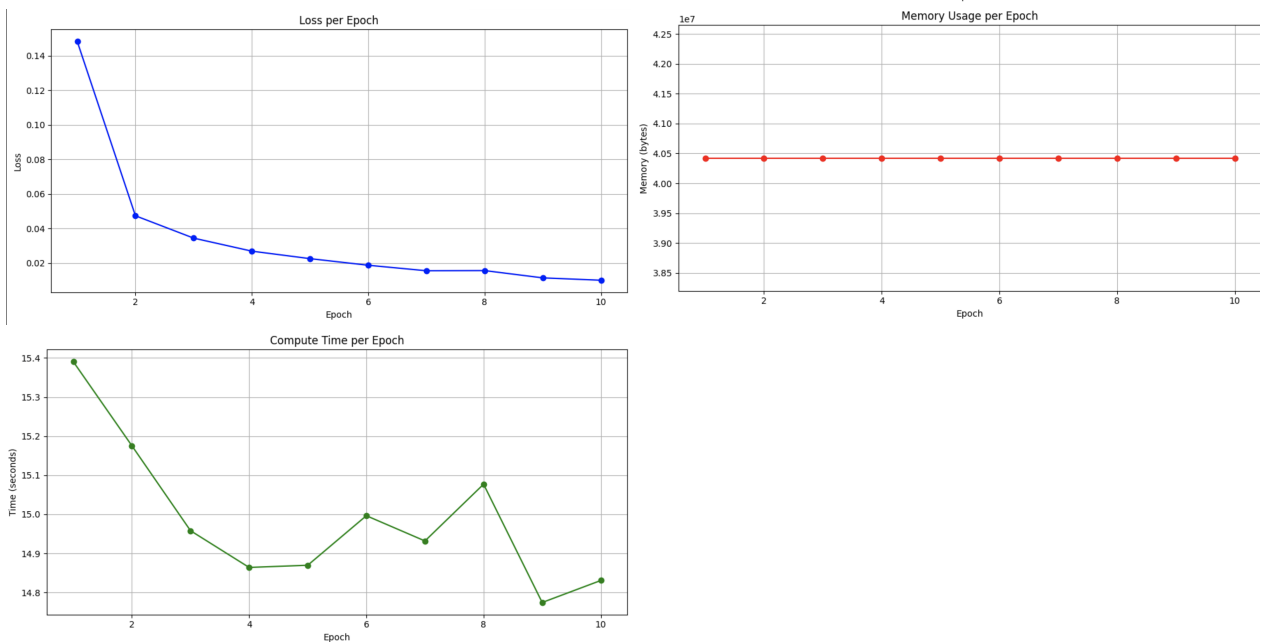 Loss per Epoch
0.14
0.12
0.10
0.08
0.06
0.04
0.02
Loss
2 4 6 8 10
Epoch
Memory Usage per Epoch
1e7
4.25
4.20
4.15
4.10
4.05
4.00
3.95
3.90
3.85
Memory (bytes)
2 4 6 8 10
Epoch
Compute Time per Epoch
15.4
15.3
15.2
15.1
15.0
14.9
14.8
Time (seconds)
2 4 6 8 10
Epoch